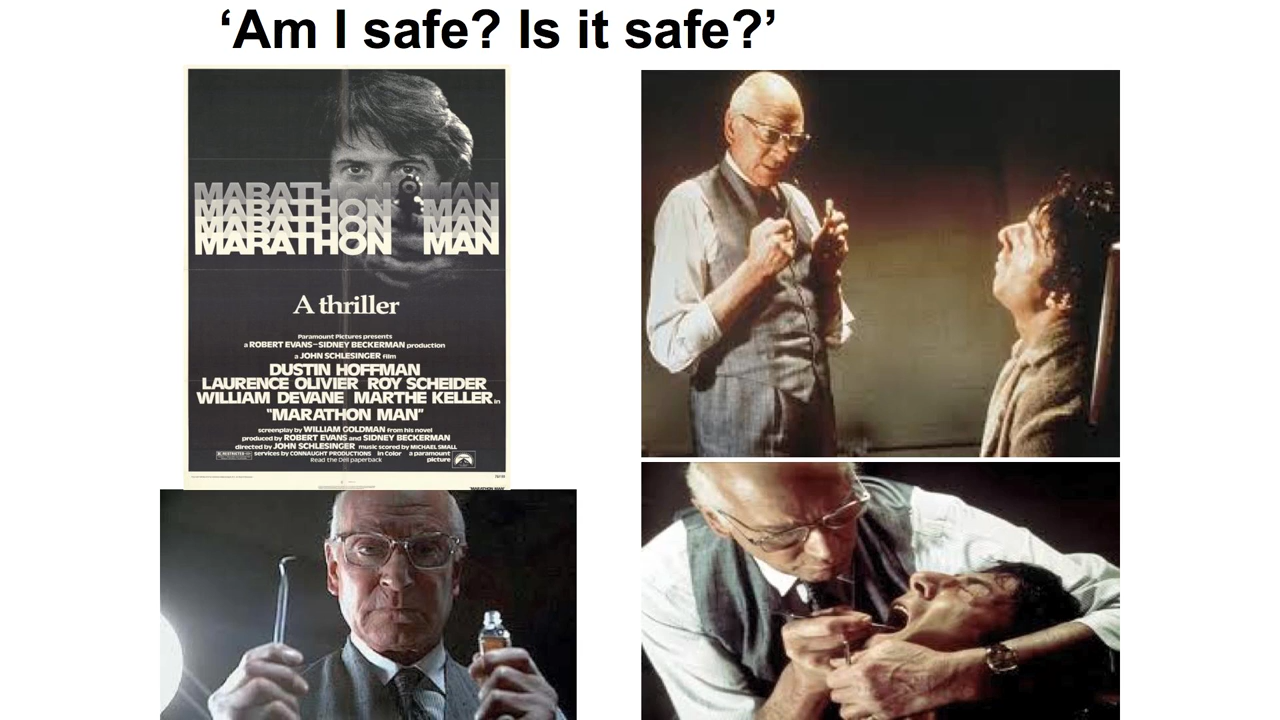 ‘Am I safe? Is it safe?’
MARATHON MAN
MARATHON MAN
MARATHON MAN
MARATHON MAN
A thriller
Paramount Pictures presents
a ROBERT EVANS–SIDNEY BECKERMAN production
a JOHN SCHLESINGER film
DUSTIN HOFFMAN
LAURENCE OLIVIER ROY SCHEIDER
WILLIAM DEVANE MARTHE KELLER in
"MARATHON MAN"
screenplay by WILLIAM GOLDMAN from his novel
produced by ROBERT EVANS and SIDNEY BECKERMAN
directed by JOHN SCHLESINGER music scored by MICHAEL SMALL
services by CONNAUGHT PRODUCTIONS in Color a paramount
Read the Dell paperback picture
"MARATHON MAN"